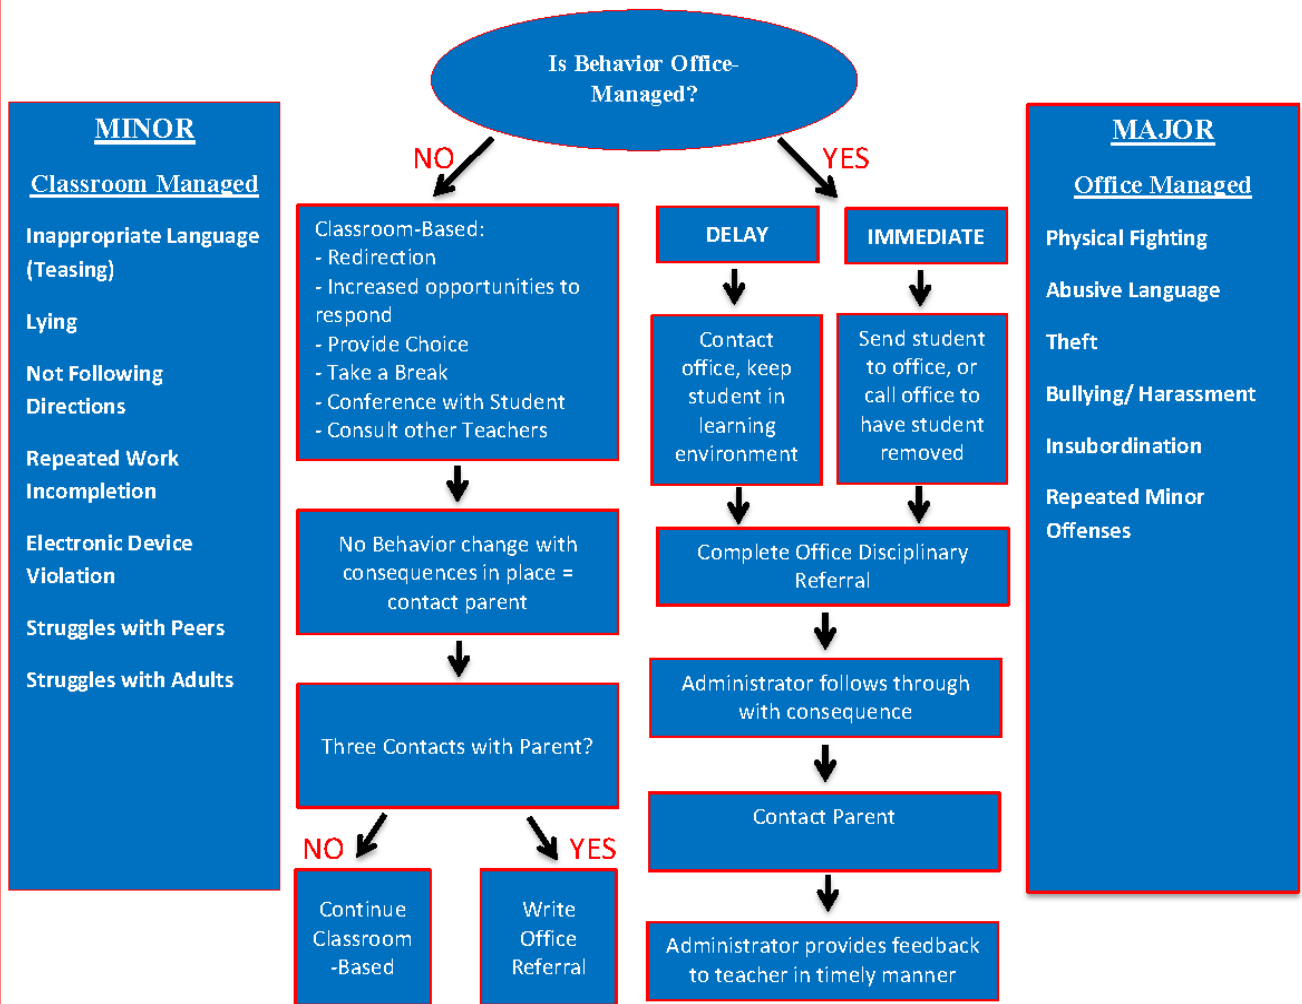 Is Behavior Office-
Managed?
NO
YES
MINOR
Classroom Managed
Inappropriate Language
(Teasing)
Lying
Not Following
Directions
Repeated Work
Incompletion
Electronic Device
Violation
Struggles with Peers
Struggles with Adults
Classroom-Based:
- Redirection
- Increased opportunities to
respond
- Provide Choice
- Take a Break
- Conference with Student
- Consult other Teachers
No Behavior change with
consequences in place =
contact parent
Three Contacts with Parent?
NO
YES
Continue
Classroom
-Based
Write
Office
Referral
DELAY
IMMEDIATE
Contact
office, keep
student in
learning
environment
Send student
to office, or
call office to
have student
removed
Complete Office Disciplinary
Referral
Administrator follows through
with consequence
Contact Parent
Administrator provides feedback
to teacher in timely manner
MAJOR
Office Managed
Physical Fighting
Abusive Language
Theft
Bullying/ Harassment
Insubordination
Repeated Minor
Offenses